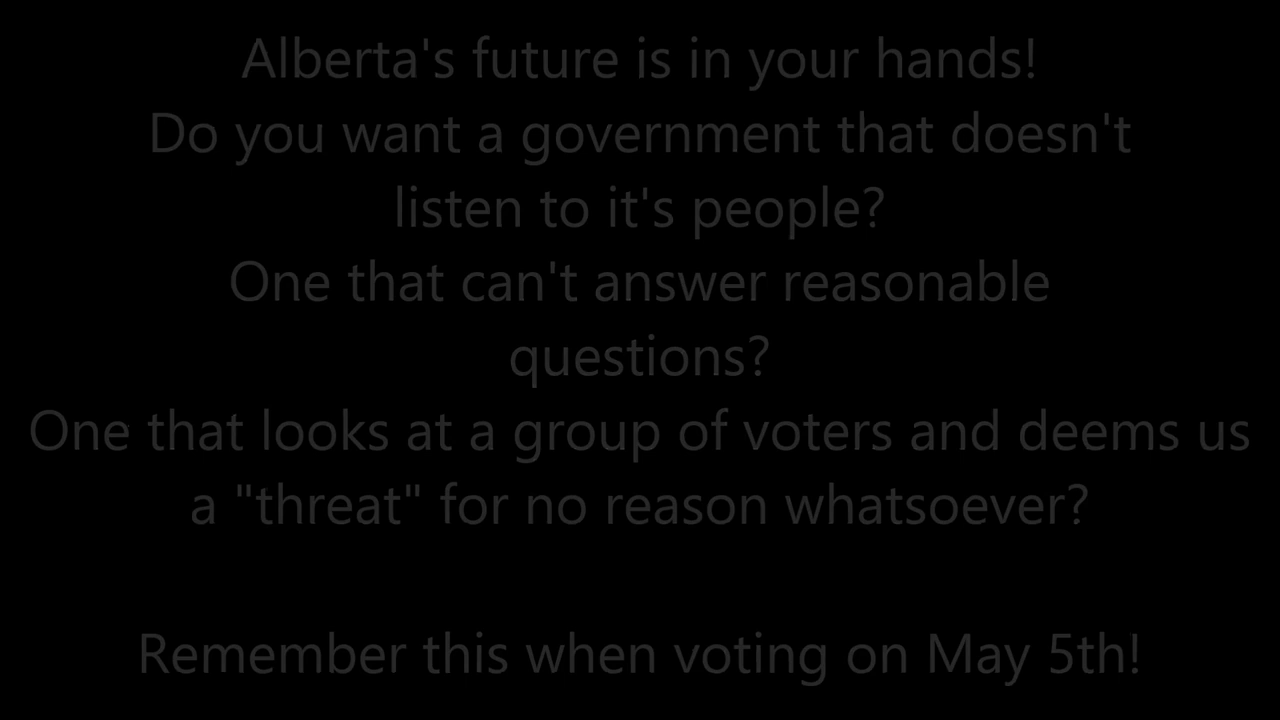 Alberta's future is in your hands!
Do you want a government that doesn't
listen to it's people?
One that can't answer reasonable
questions?
One that looks at a group of voters and deems us
a "threat" for no reason whatsoever?
Remember this when voting on May 5th!